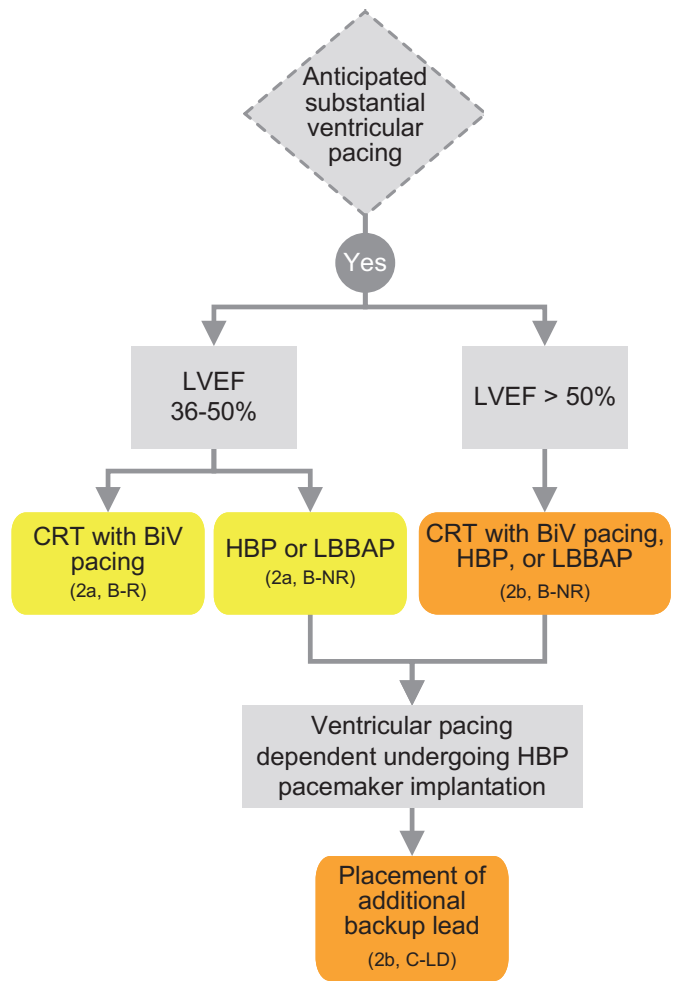 Anticipated
substantial
ventricular
pacing
Yes
LVEF
36-50%
LVEF > 50%
CRT with BiV
pacing
(2a, B-R)
HBP or LBBAP
(2a, B-NR)
CRT with BiV pacing,
HBP, or LBBAP
(2b, B-NR)
Ventricular pacing
dependent undergoing HBP
pacemaker implantation
Placement of
additional
backup lead
(2b, C-LD)